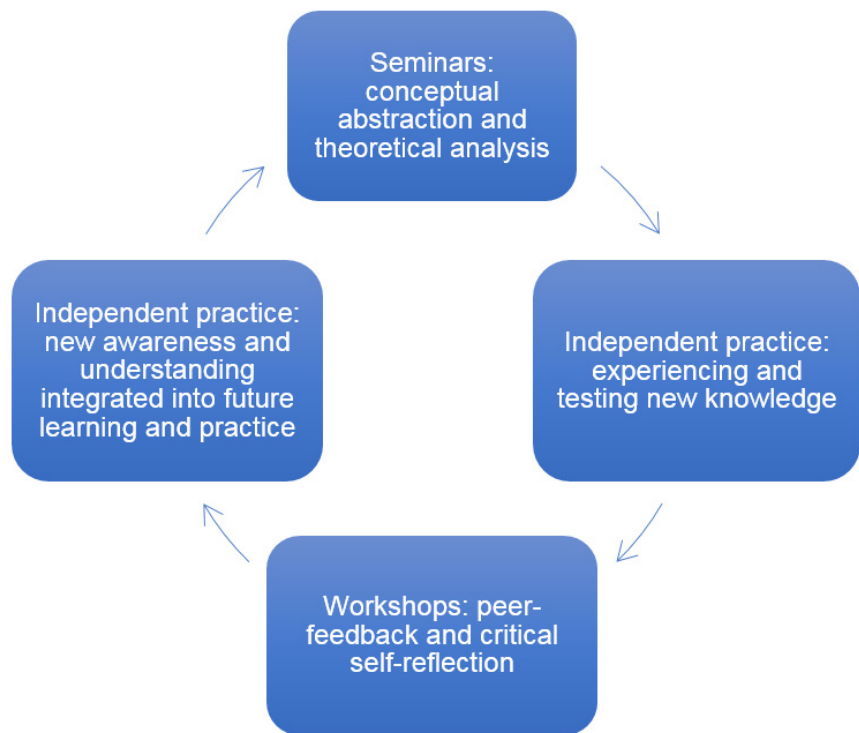 Seminars:
conceptual
abstraction and
theoretical analysis
Independent practice:
experiencing and
testing new knowledge
Workshops: peer-
feedback and critical
self-reflection
Independent practice:
new awareness and
understanding
integrated into future
learning and practice